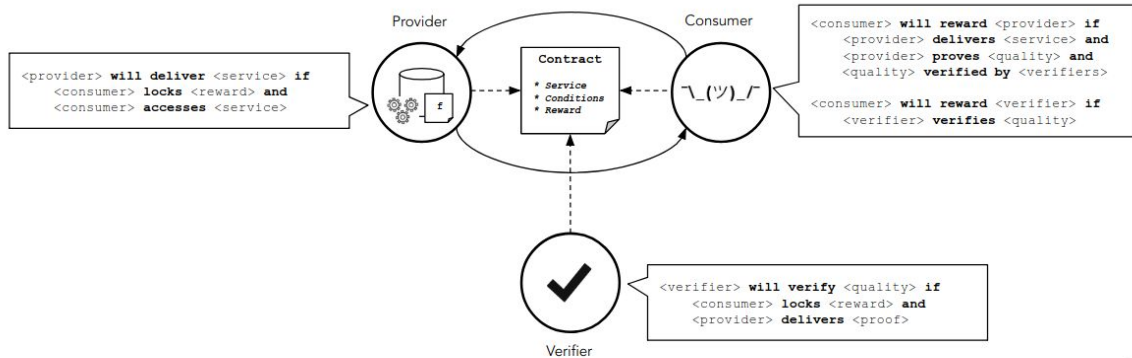 Provider
Consumer
<provider> will deliver <service> if
<consumer> locks <reward> and
<consumer> accesses <service>
f
Contract
* Service
* Conditions
* Reward
¯\_(ツ)_/¯
<consumer> will reward <provider> if
<provider> delivers <service> and
<provider> proves <quality> and
<quality> verified by <verifiers>
<consumer> will reward <verifier> if
<verifier> verifies <quality>
<verifier> will verify <quality> if
<consumer> locks <reward> and
<provider> delivers <proof>
Verifier